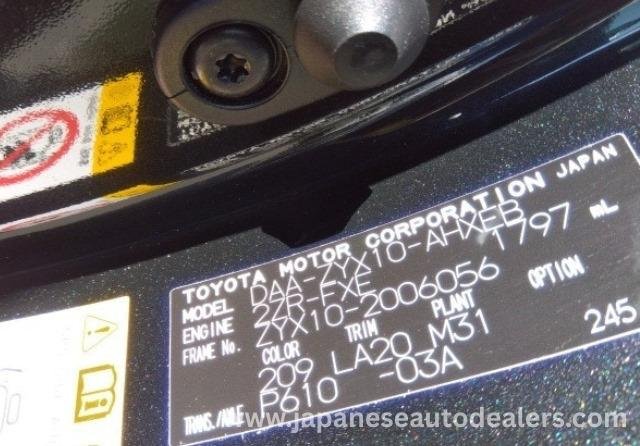 TOYOTA MOTOR CORPORATION JAPAN
MODEL DAA-ZYX10-AHXEB
ENGINE 2ZR-FXE 1797 mL
FRAME No. ZYX10-2006056
COLOR TRIM PLANT OPTION
209 LA20 M31
TRANS./AXLE P610 -03A
245
www.japaneseautodealers.com